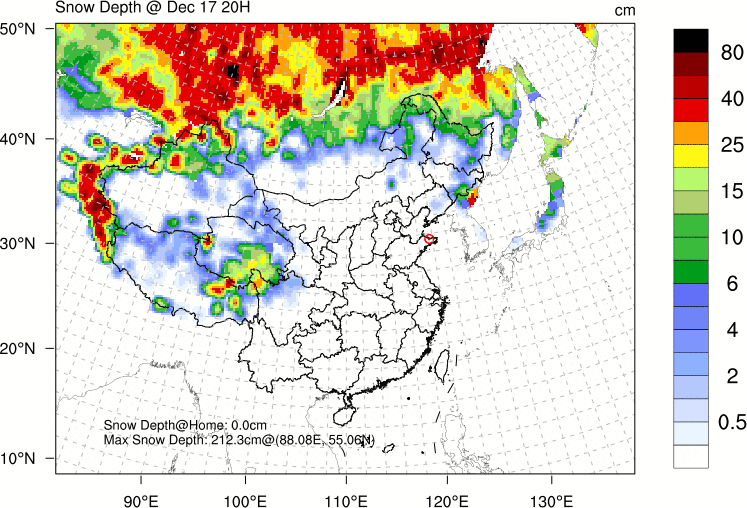 Snow Depth @ Dec 17 20H
cm
50°N
40°N
30°N
20°N
10°N
90°E
100°E
110°E
120°E
130°E
80
40
25
15
10
6
4
2
0.5
Snow Depth@Home: 0.0cm
Max Snow Depth: 212.3cm@(88.08E, 55.06N)